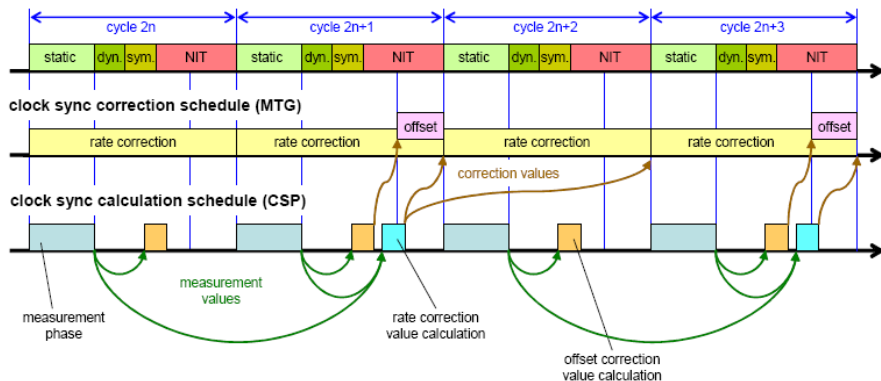 cycle 2n cycle 2n+1 cycle 2n+2 cycle 2n+3
static dyn. sym. NIT static dyn. sym. NIT static dyn. sym. NIT static dyn. sym. NIT
clock sync correction schedule (MTG)
offset offset
rate correction rate correction rate correction rate correction
correction values
clock sync calculation schedule (CSP)
measurement
values
measurement
phase
rate correction
value calculation
offset correction
value calculation